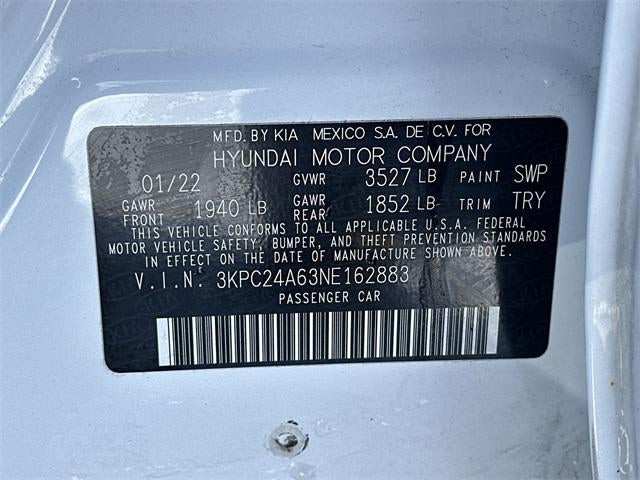 MFD. BY KIA MEXICO S.A. DE C.V. FOR
HYUNDAI MOTOR COMPANY
01/22 GVWR 3527 LB PAINT SWP
GAWR FRONT 1940 LB GAWR REAR 1852 LB TRIM TRY
THIS VEHICLE CONFORMS TO ALL APPLICABLE U.S.A. FEDERAL
MOTOR VEHICLE SAFETY, BUMPER, AND THEFT PREVENTION STANDARDS
IN EFFECT ON THE DATE OF MANUFACTURE SHOWN ABOVE.
V.I.N. 3KPC24A63NE162883
PASSENGER CAR